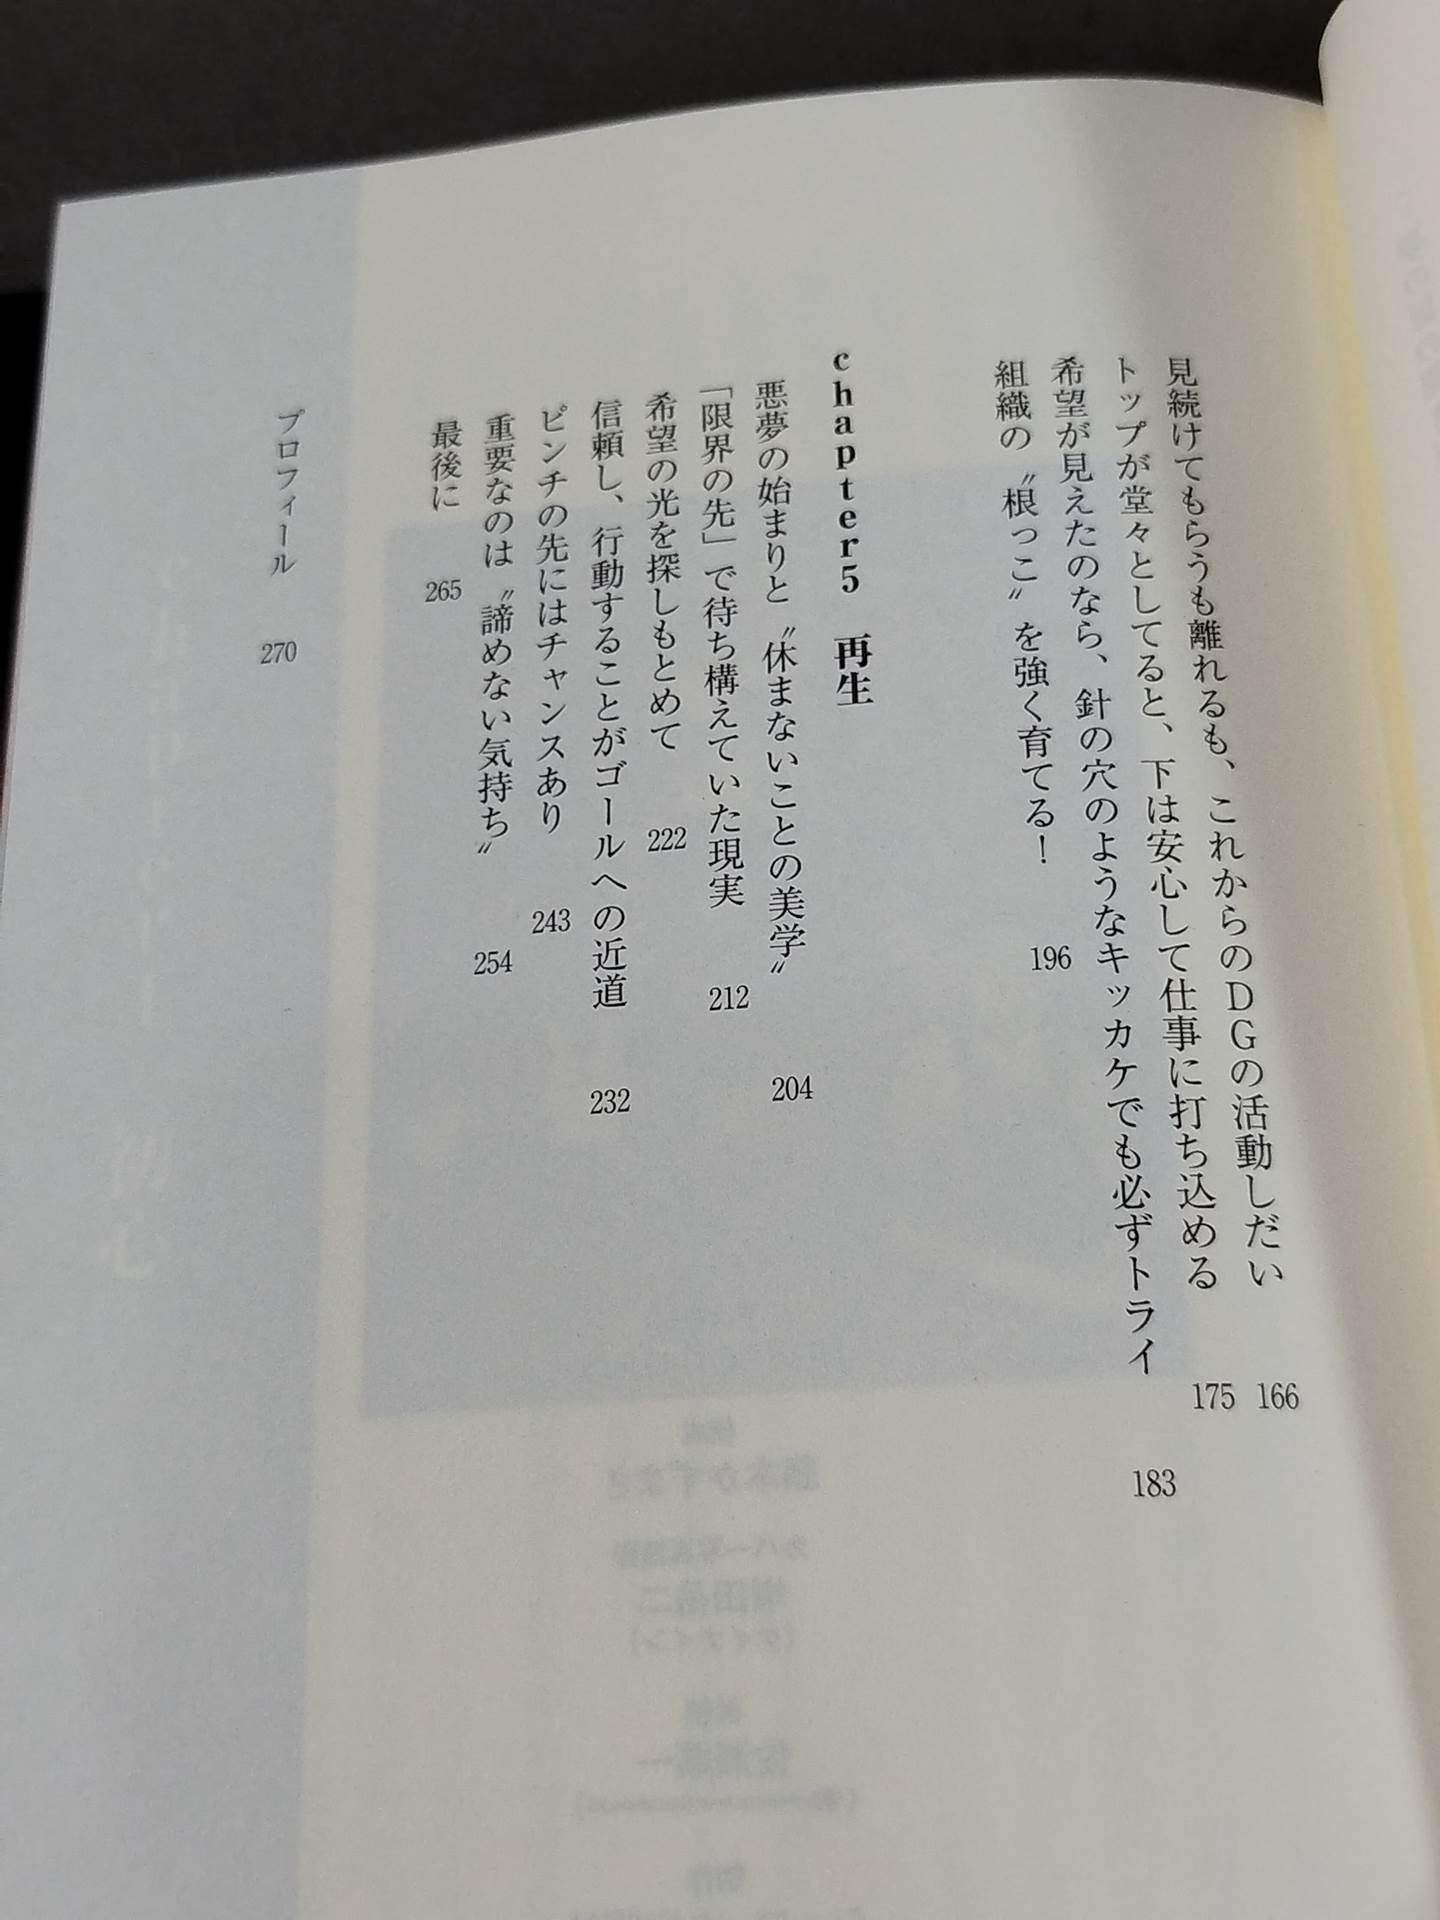 見続けてもらうも離れるも、これからのDGの活動しだい 166
トップが堂々としてると、下は安心して仕事に打ち込める 175
希望が見えたのなら、針の穴のようなキッカケでも必ずトライ 183
組織の〝根っこ〟を強く育てる！ 196
chapter5 再生
悪夢の始まりと〝休まないことの美学〟 204
「限界の先」で待ち構えていた現実 212
希望の光を探しもとめて 222
信頼し、行動することがゴールへの近道 232
ピンチの先にはチャンスあり 243
重要なのは〝諦めない気持ち〟 254
最後に 265
プロフィール 270